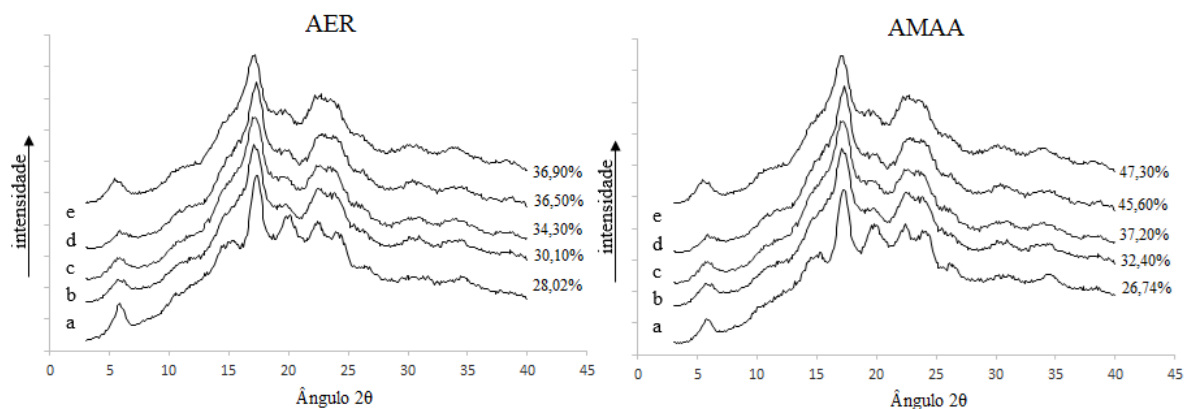 AER
intensidade
e
d
c
b
a
36,90%
36,50%
34,30%
30,10%
28,02%
0 5 10 15 20 25 30 35 40 45
Ângulo 2θ
AMAA
intensidade
e
d
c
b
a
47,30%
45,60%
37,20%
32,40%
26,74%
0 5 10 15 20 25 30 35 40 45
Ângulo 2θ